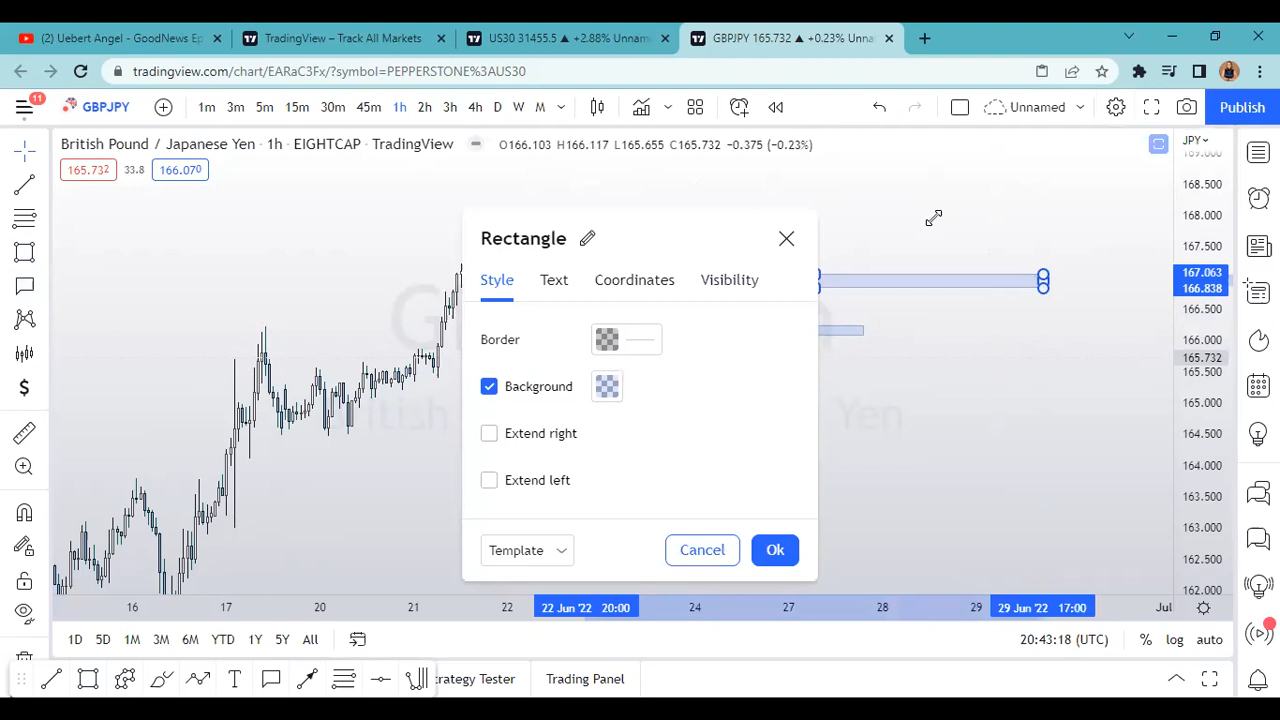 (2) Uebert Angel - GoodNews Ep
TradingView – Track All Markets
US30 31455.5 ▲ +2.88% Unnam
GBPJPY 165.732 ▲ +0.23% Unna
tradingview.com/chart/EARaC3Fx/?symbol=PEPPERSTONE%3AUS30
11
GBPJPY
1m 3m 5m 15m 30m 45m 1h 2h 3h 4h D W M
Unnamed
Publish
British Pound / Japanese Yen · 1h · EIGHTCAP · TradingView
O166.103 H166.117 L165.655 C165.732 −0.375 (−0.23%)
JPY
165.732 33.8 166.070
169.000
168.500
168.000
167.500
167.063
166.838
166.500
166.000
165.732
165.500
165.000
164.500
164.000
163.500
163.000
162.500
162.000
Rectangle
Style Text Coordinates Visibility
Border
Background
Extend right
Extend left
Template
Cancel
Ok
16 17 20 21 22 22 Jun '22 20:00 24 27 28 29 29 Jun '22 17:00 Jul
1D 5D 1M 3M 6M YTD 1Y 5Y All
20:43:18 (UTC)
% log auto
trategy Tester
Trading Panel